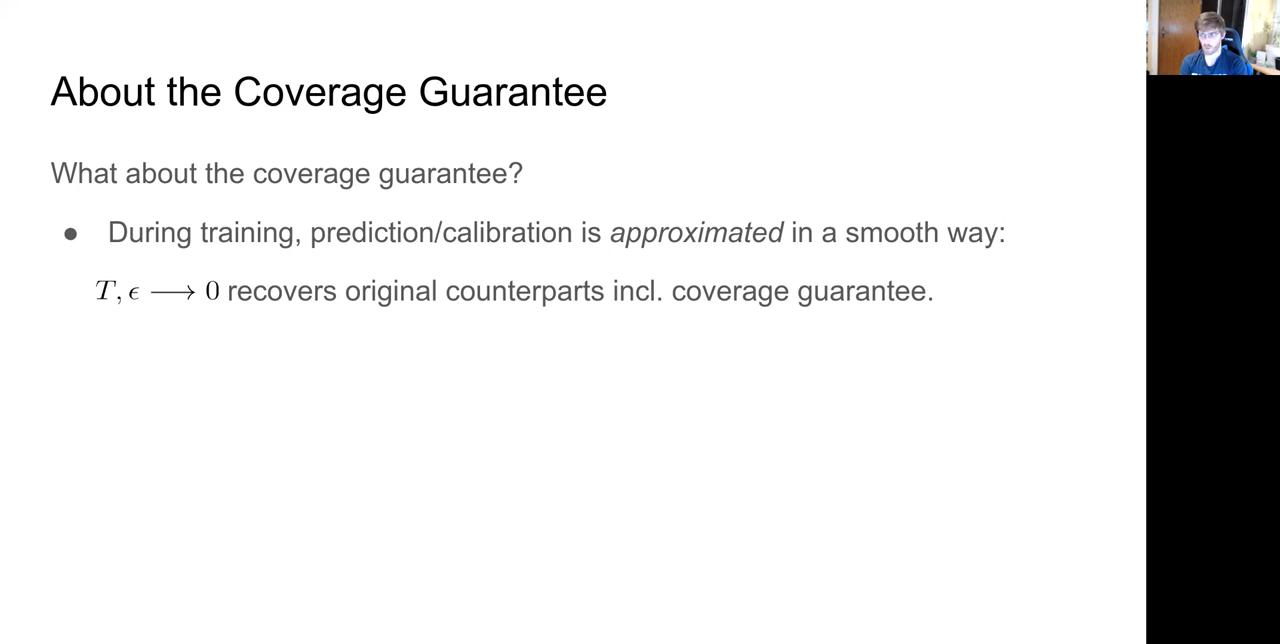 About the Coverage Guarantee
What about the coverage guarantee?
● During training, prediction/calibration is approximated in a smooth way:
T, ϵ ⟶ 0 recovers original counterparts incl. coverage guarantee.